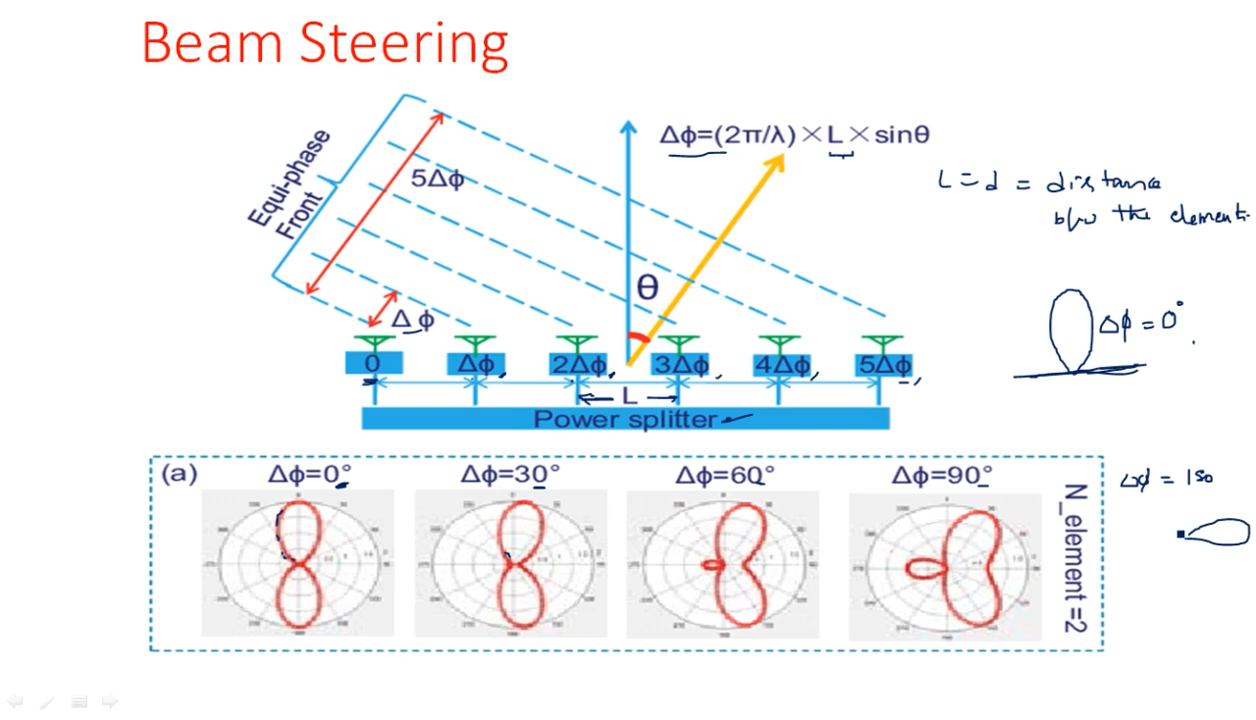 Beam Steering
Equi-phase
Front
5Δϕ
Δϕ
Δϕ=(2π/λ)×L×sinθ
θ
L = d = distance
b/w the element
Δϕ = 0°
0
Δϕ
2Δϕ
3Δϕ
4Δϕ
5Δϕ
L
Power splitter
(a)
Δϕ=0°
Δϕ=30°
Δϕ=60°
Δϕ=90°
N_element =2
Δϕ = 180